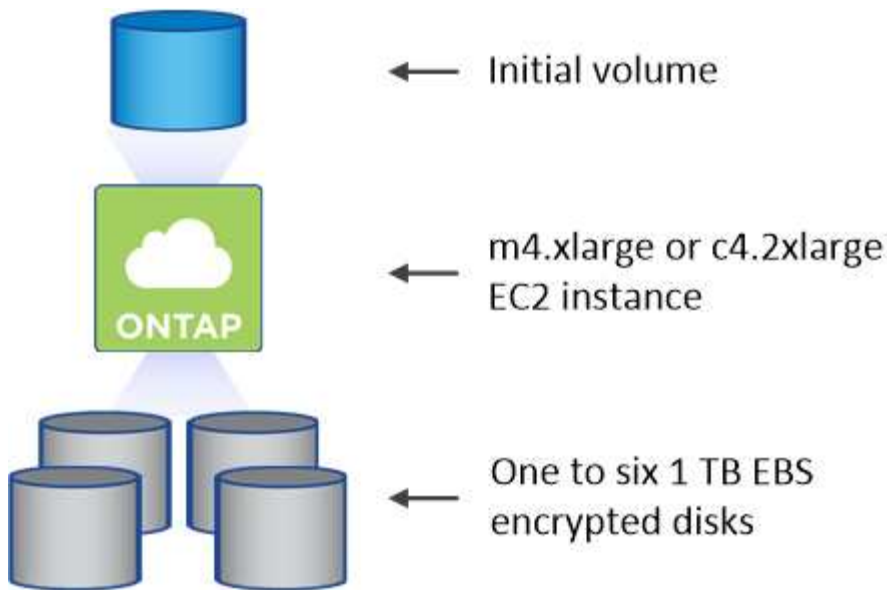 Initial volume
m4.xlarge or c4.2xlarge
EC2 instance
ONTAP
One to six 1 TB EBS
encrypted disks